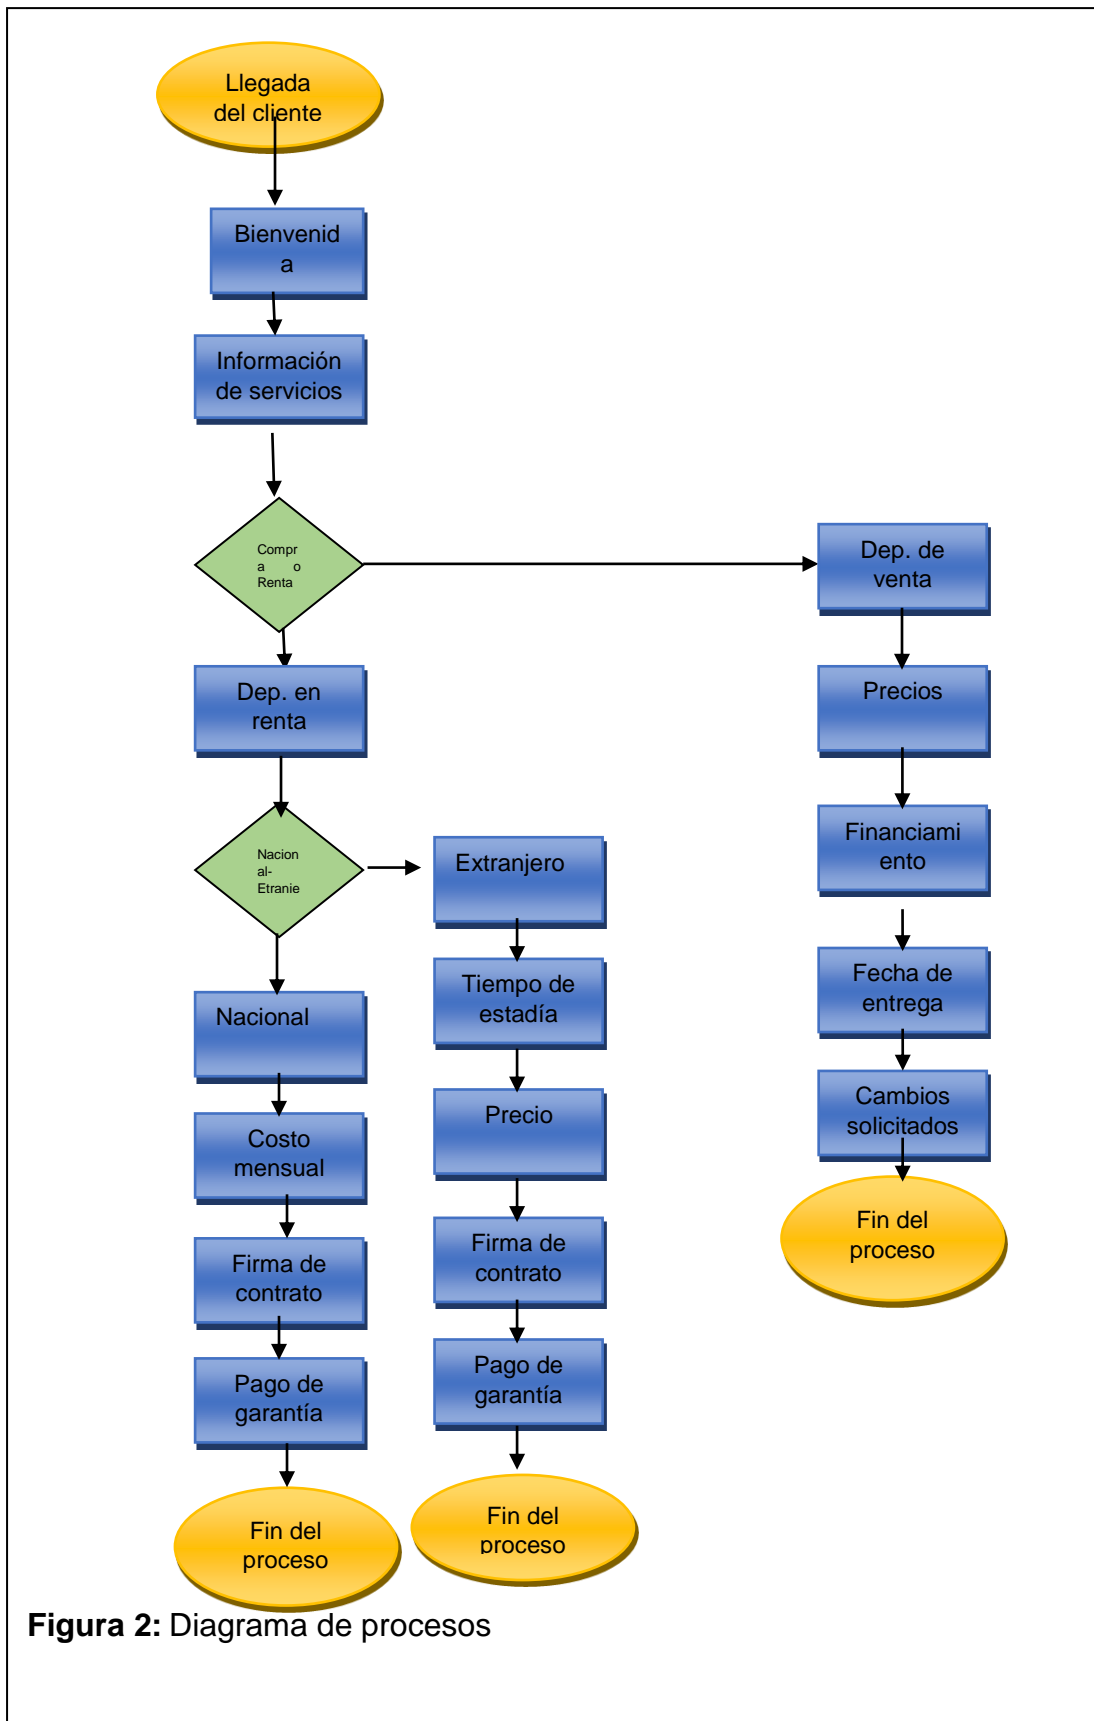 Llegada
del cliente
Bienvenid
a
Información
de servicios
Compr
a o
Renta
Dep. de
venta
Dep. en
renta
Precios
Financiami
ento
Nacion
al-
Etranje
Extranjero
Fecha de
entrega
Tiempo de
estadía
Nacional
Cambios
solicitados
Precio
Costo
mensual
Fin del
proceso
Firma de
contrato
Firma de
contrato
Pago de
garantía
Pago de
garantía
Fin del
proceso
Fin del
proceso
Figura 2: Diagrama de procesos